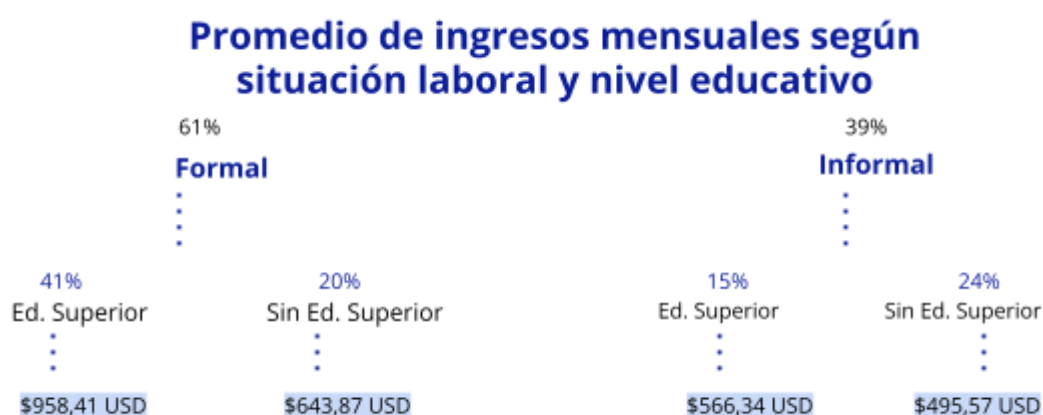 Promedio de ingresos mensuales según
situación laboral y nivel educativo
61%
39%
Formal
Informal
41%
20%
15%
24%
Ed. Superior
Sin Ed. Superior
Ed. Superior
Sin Ed. Superior
$958,41 USD
$643,87 USD
$566,34 USD
$495,57 USD